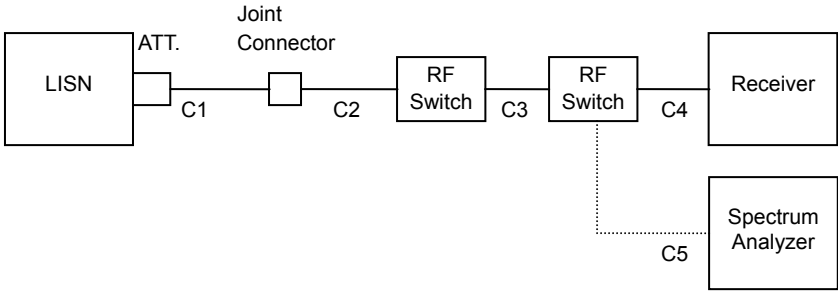 Joint
Connector
ATT.
LISN
C1
C2
RF
Switch
C3
RF
Switch
C4
Receiver
C5
Spectrum
Analyzer